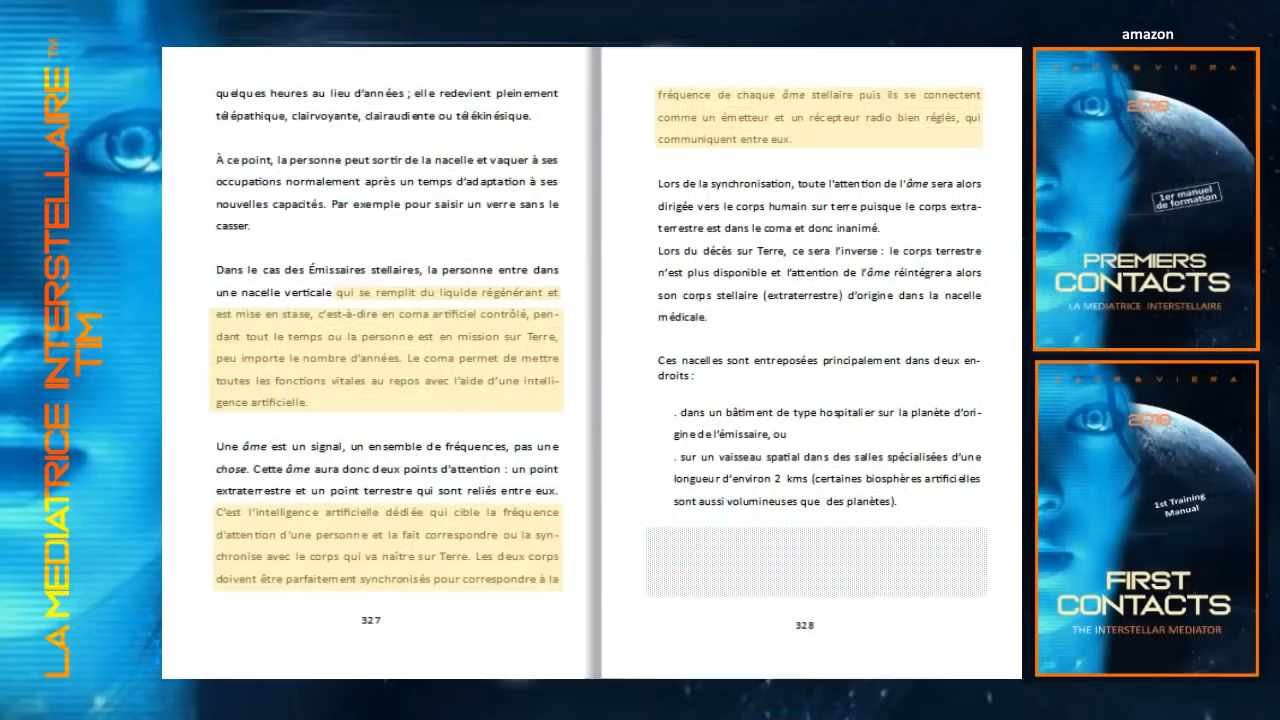 LA MEDIATRICE INTERSTELLAIRE™
TIM
quelques heures au lieu d'années ; elle redevient pleinement
télépathique, clairvoyante, clairaudiente ou télékinésique.
À ce point, la personne peut sortir de la nacelle et vaquer à ses
occupations normalement après un temps d'adaptation à ses
nouvelles capacités. Par exemple pour saisir un verre sans le
casser.
Dans le cas des Émissaires stellaires, la personne entre dans
une nacelle verticale qui se remplit du liquide régénérant et
est mise en stase, c'est-à-dire en coma artificiel contrôlé, pen-
dant tout le temps ou la personne est en mission sur Terre,
peu importe le nombre d'années. Le coma permet de mettre
toutes les fonctions vitales au repos avec l'aide d'une intelli-
gence artificielle.
Une âme est un signal, un ensemble de fréquences, pas une
chose. Cette âme aura donc deux points d'attention : un point
extraterrestre et un point terrestre qui sont reliés entre eux.
C'est l'intelligence artificielle dédiée qui cible la fréquence
d'attention d'une personne et la fait correspondre ou la syn-
chronise avec le corps qui va naître sur Terre. Les deux corps
doivent être parfaitement synchronisés pour correspondre à la
327
fréquence de chaque âme stellaire puis ils se connectent
comme un émetteur et un récepteur radio bien réglés, qui
communiquent entre eux.
Lors de la synchronisation, toute l'attention de l'âme sera alors
dirigée vers le corps humain sur terre puisque le corps extra-
terrestre est dans le coma et donc inanimé.
Lors du décès sur Terre, ce sera l'inverse : le corps terrestre
n'est plus disponible et l'attention de l'âme réintégrera alors
son corps stellaire (extraterrestre) d'origine dans la nacelle
médicale.
Ces nacelles sont entreposées principalement dans deux en-
droits :
. dans un bâtiment de type hospitalier sur la planète d'ori-
gine de l'émissaire, ou
. sur un vaisseau spatial dans des salles spécialisées d'une
longueur d'environ 2 kms (certaines biosphères artificielles
sont aussi volumineuses que des planètes).
328
amazon
2018
1er manuel
de formation
PREMIERS
CONTACTS
LA MEDIATRICE INTERSTELLAIRE
2018
1st Training
Manual
FIRST
CONTACTS
THE INTERSTELLAR MEDIATOR